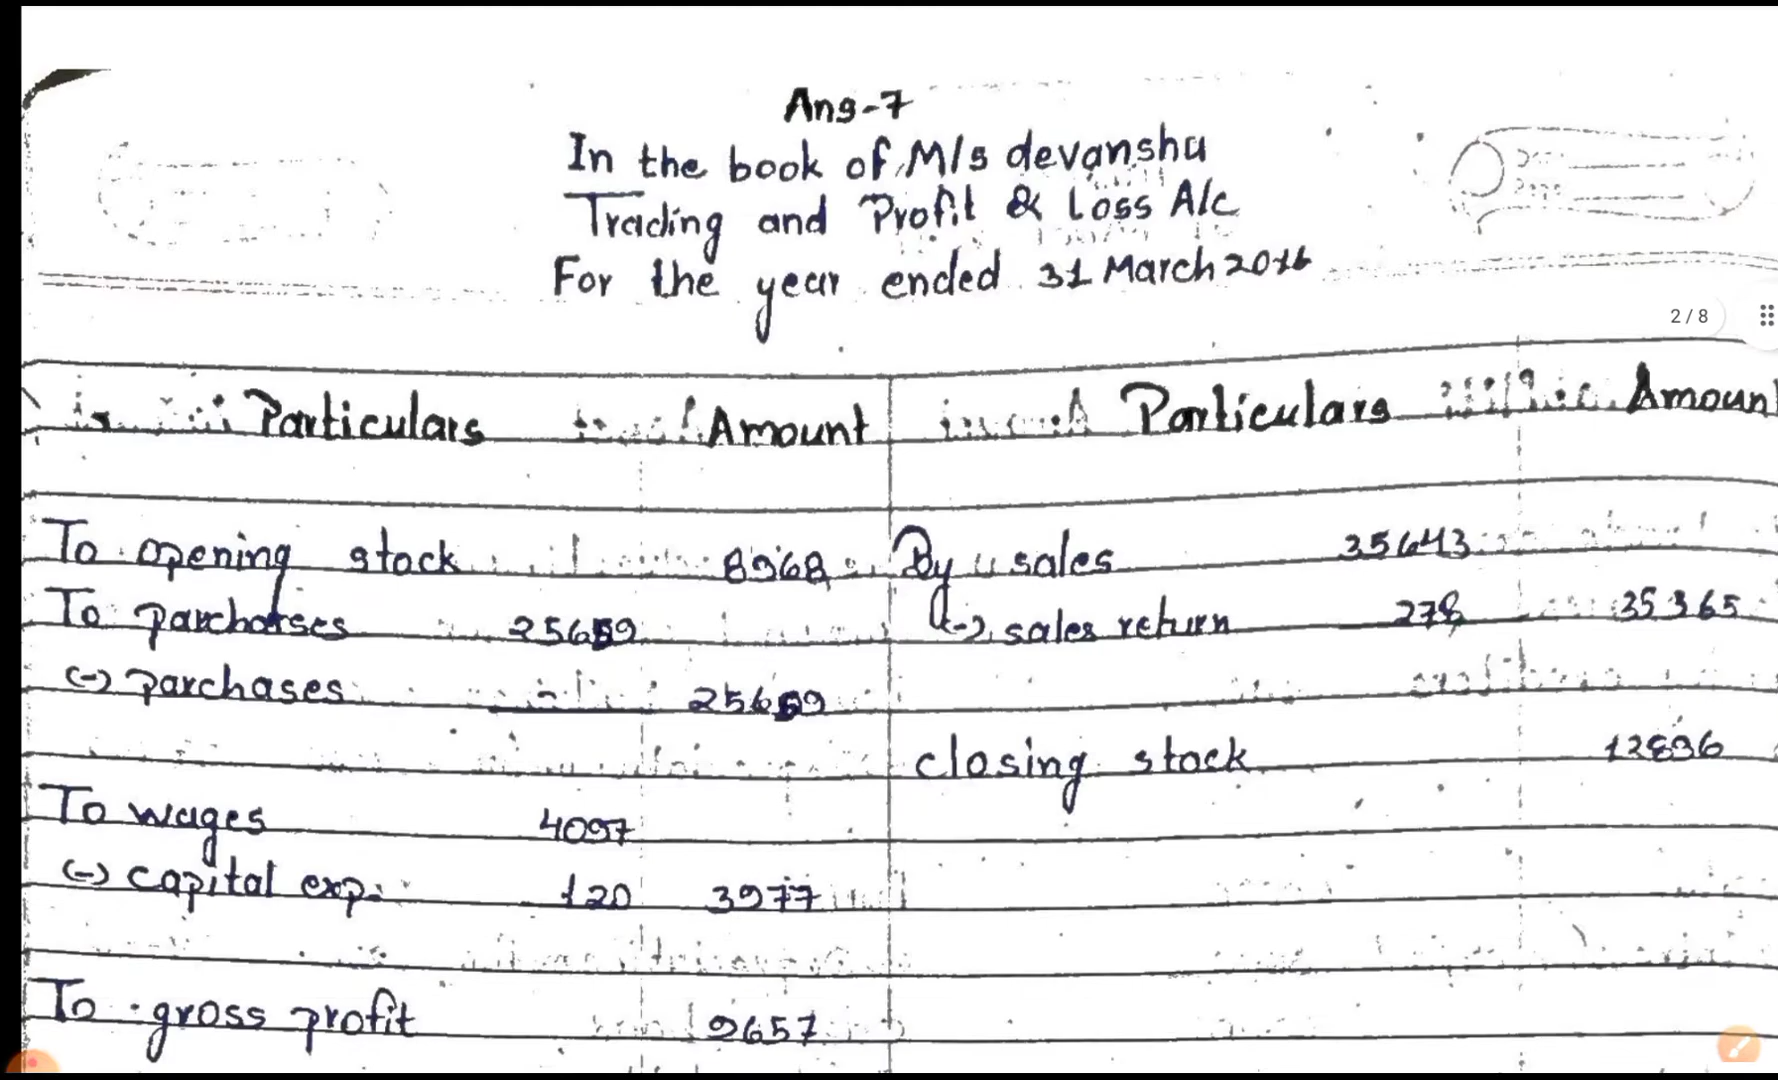 Ans-7
In the book of M/s devanshu
Trading and Profit & Loss A/c
For the year ended 31 March 2016
2 / 8
Particulars Amount Particulars Amount
To opening stock 8968 By sales 35643
To purchases 25659 (-) sales return 278 35365
(-) purchases 25659
closing stock 12896
To wages 4097
(-) capital exp. 120 3977
To gross profit 9657